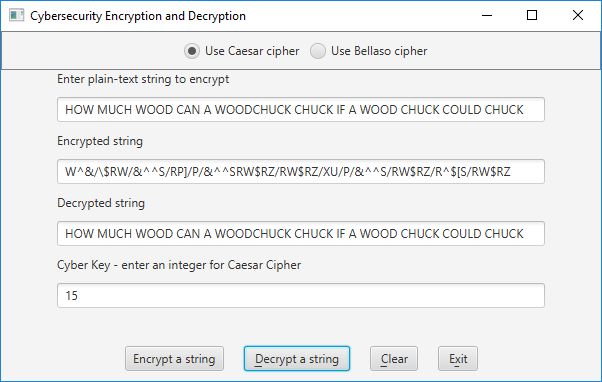 Cybersecurity Encryption and Decryption
Use Caesar cipher Use Bellaso cipher
Enter plain-text string to encrypt
HOW MUCH WOOD CAN A WOODCHUCK CHUCK IF A WOOD CHUCK COULD CHUCK
Encrypted string
W^&/\$RW/&^^S/RP]/P/&^^SRW$RZ/RW$RZ/XU/P/&^^S/RW$RZ/R^$[S/RW$RZ
Decrypted string
HOW MUCH WOOD CAN A WOODCHUCK CHUCK IF A WOOD CHUCK COULD CHUCK
Cyber Key - enter an integer for Caesar Cipher
15
Encrypt a string Decrypt a string Clear Exit